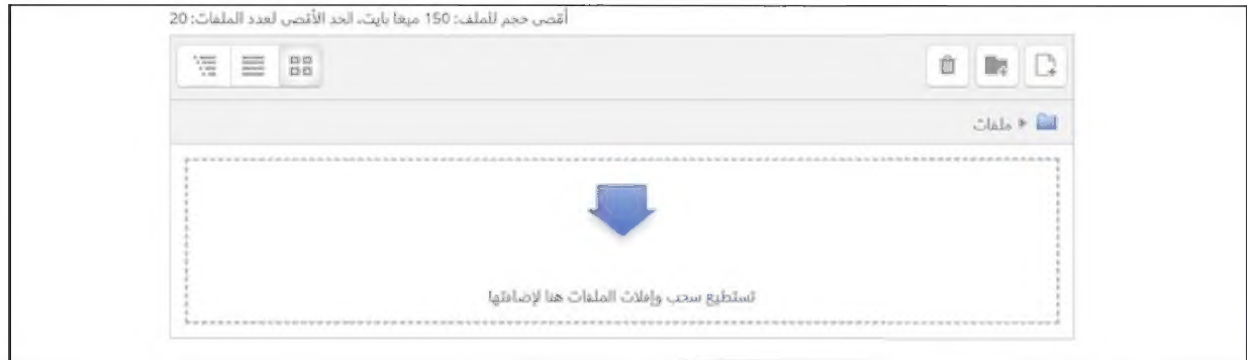 أقصى حجم للملف: 150 ميغا بايت، الحد الأقصى لعدد الملفات: 20
ملفات
تستطيع سحب وإفلات الملفات هنا لإضافتها